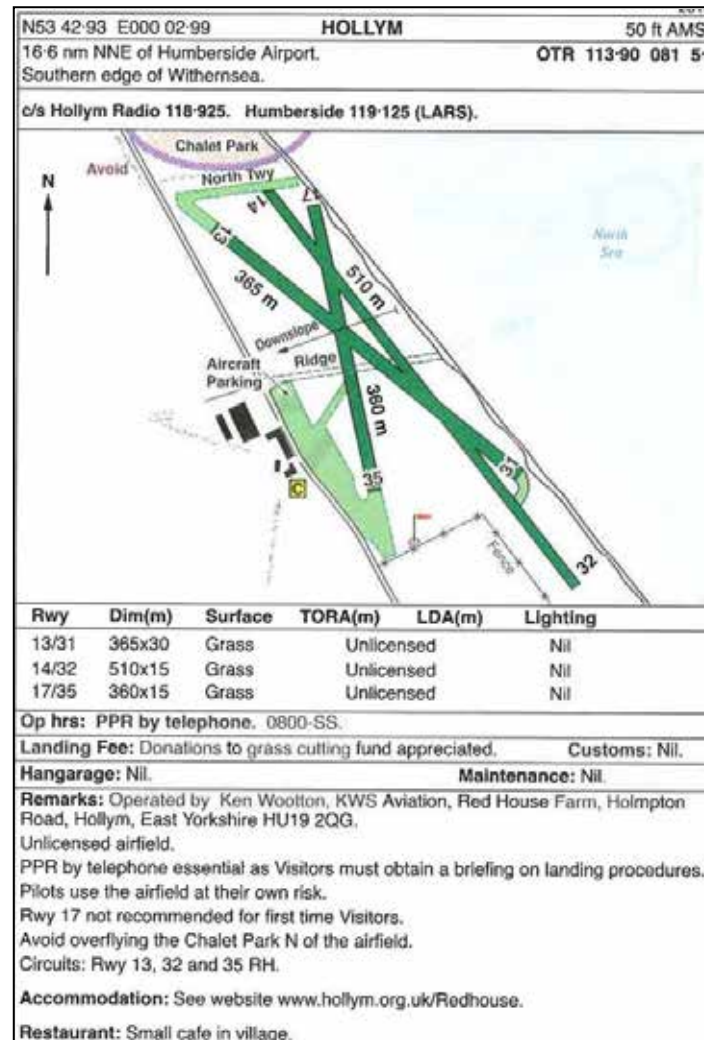 N53 42·93 E000 02·99 HOLLYM 50 ft AMS
16·6 nm NNE of Humberside Airport. OTR 113·90 081 5·
Southern edge of Withernsea.
c/s Hollym Radio 118·925. Humberside 119·125 (LARS).
Chalet Park
Avoid
N
North Twy
14
17
13
North
Sea
365 m
510 m
Downslope
Ridge
Aircraft
Parking
360 m
35
31
C
Fence
32
Rwy Dim(m) Surface TORA(m) LDA(m) Lighting
13/31 365x30 Grass Unlicensed Nil
14/32 510x15 Grass Unlicensed Nil
17/35 360x15 Grass Unlicensed Nil
Op hrs: PPR by telephone. 0800-SS.
Landing Fee: Donations to grass cutting fund appreciated. Customs: Nil.
Hangarage: Nil. Maintenance: Nil.
Remarks: Operated by Ken Wootton, KWS Aviation, Red House Farm, Holmpton
Road, Hollym, East Yorkshire HU19 2QG.
Unlicensed airfield.
PPR by telephone essential as Visitors must obtain a briefing on landing procedures.
Pilots use the airfield at their own risk.
Rwy 17 not recommended for first time Visitors.
Avoid overflying the Chalet Park N of the airfield.
Circuits: Rwy 13, 32 and 35 RH.
Accommodation: See website www.hollym.org.uk/Redhouse.
Restaurant: Small cafe in village.